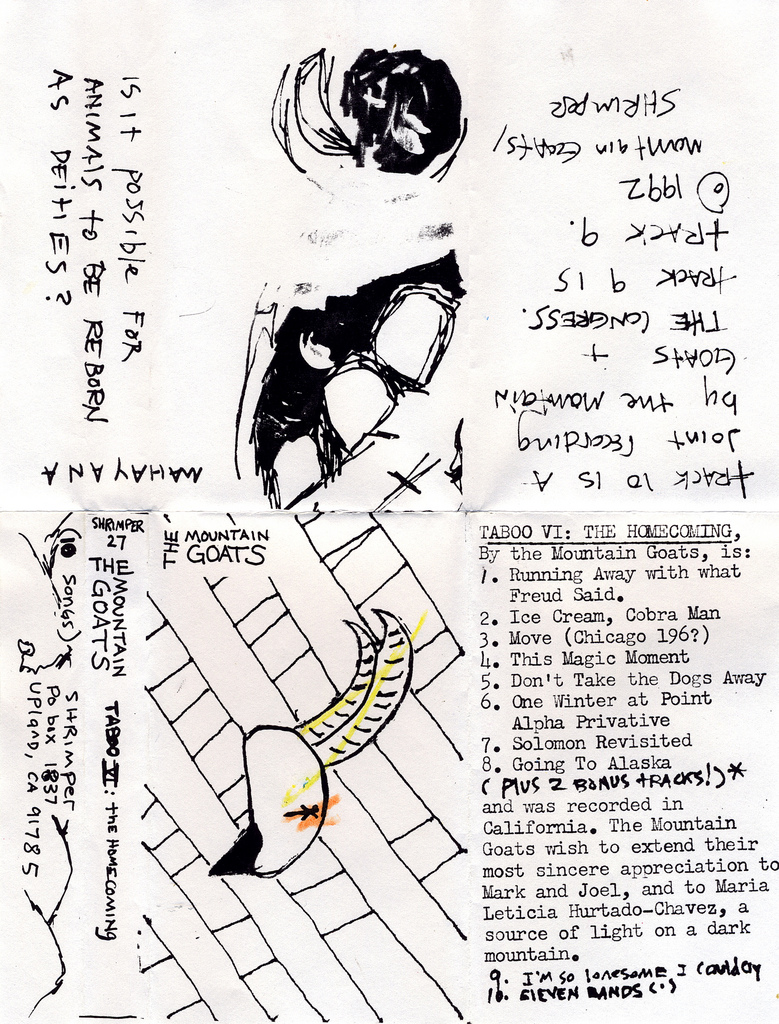 IS IT POSSIBLE FOR
ANIMALS TO BE REBORN
AS DEITIES?
MAHAYANA
TRACK 10 IS A
JOINT RECORDING
by the MOUNTAIN
GOATS +
THE CONGRESS.
TRACK 9 IS
TRACK 9.
© 1992
MOUNTAIN GOATS/
SHRIMPER
(10 SONGS)
SHRIMPER
PO BOX 1837
UPLAND, CA 91785
SHRIMPER
27
THE MOUNTAIN
GOATS
TABOO VI: the HOMECOMING
THE MOUNTAIN
GOATS
TABOO VI: THE HOMECOMING,
By the Mountain Goats, is:
1. Running Away with what
Freud Said.
2. Ice Cream, Cobra Man
3. Move (Chicago 196?)
4. This Magic Moment
5. Don't Take the Dogs Away
6. One Winter at Point
Alpha Privative
7. Solomon Revisited
8. Going To Alaska
(PLUS 2 BONUS TRACKS!)*
and was recorded in
California. The Mountain
Goats wish to extend their
most sincere appreciation to
Mark and Joel, and to Maria
Leticia Hurtado-Chavez, a
source of light on a dark
mountain.
9. I'M SO LONESOME I COULD CRY
10. ELEVEN BANDS (•)